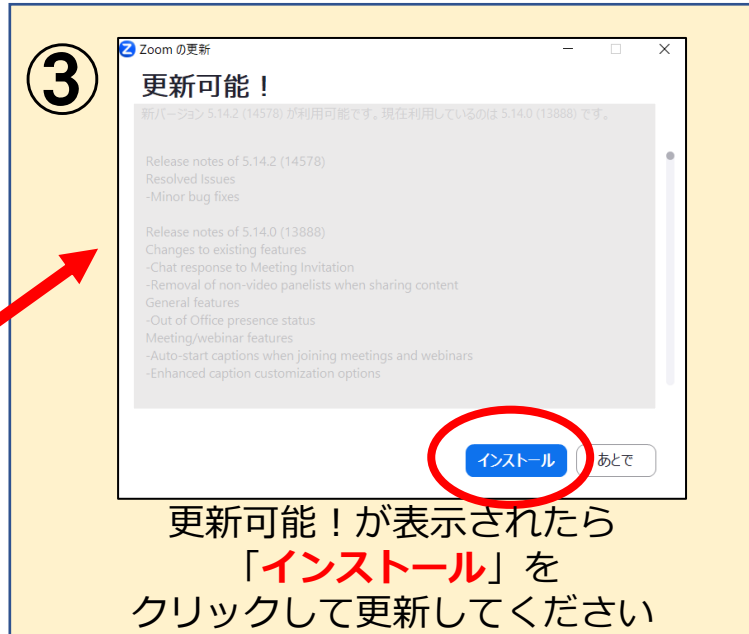 ③
Zoom の更新
更新可能！
新バージョン 5.14.2 (14578) が利用可能です。現在利用しているのは 5.14.0 (13888) です。
Release notes of 5.14.2 (14578)
Resolved Issues
-Minor bug fixes
Release notes of 5.14.0 (13888)
Changes to existing features
-Chat response to Meeting Invitation
-Removal of non-video panelists when sharing content
General features
-Out of Office presence status
Meeting/webinar features
-Auto-start captions when joining meetings and webinars
-Enhanced caption customization options
インストール あとで
更新可能！が表示されたら
「インストール」を
クリックして更新してください